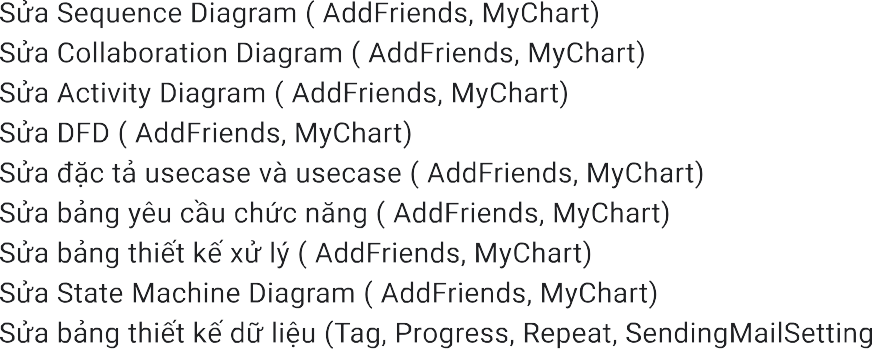 Sửa Sequence Diagram ( AddFriends, MyChart)
Sửa Collaboration Diagram ( AddFriends, MyChart)
Sửa Activity Diagram ( AddFriends, MyChart)
Sửa DFD ( AddFriends, MyChart)
Sửa đặc tả usecase và usecase ( AddFriends, MyChart)
Sửa bảng yêu cầu chức năng ( AddFriends, MyChart)
Sửa bảng thiết kế xử lý ( AddFriends, MyChart)
Sửa State Machine Diagram ( AddFriends, MyChart)
Sửa bảng thiết kế dữ liệu (Tag, Progress, Repeat, SendingMailSetting